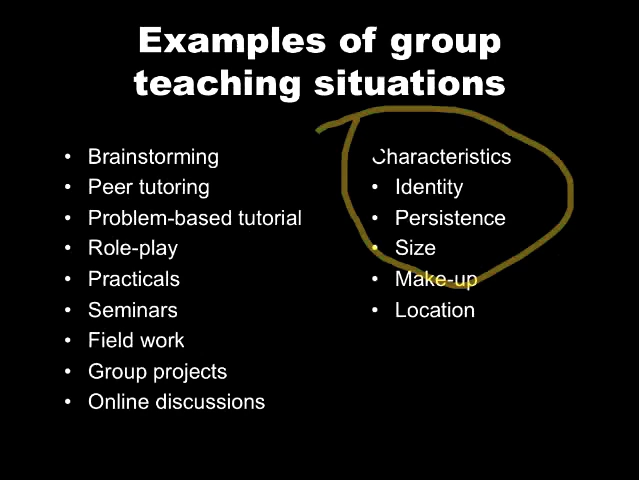 Examples of group
teaching situations
• Brainstorming
• Peer tutoring
• Problem-based tutorial
• Role-play
• Practicals
• Seminars
• Field work
• Group projects
• Online discussions
Characteristics
• Identity
• Persistence
• Size
• Make-up
• Location